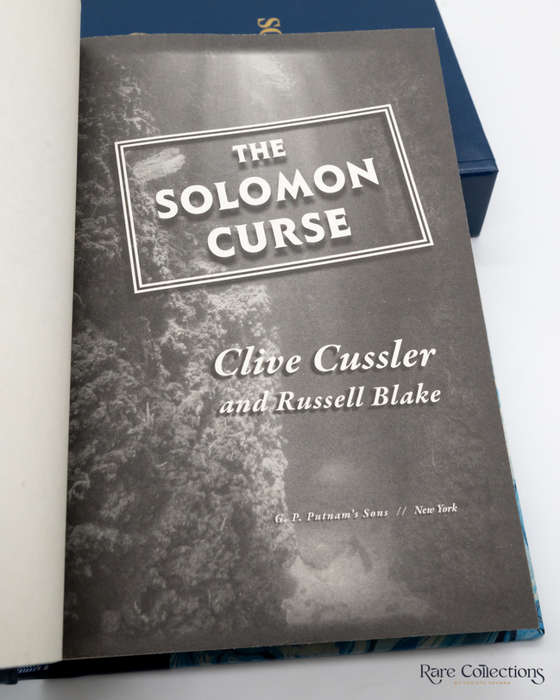 THE
SOLOMON
CURSE
Clive Cussler
and Russell Blake
G. P. Putnam's Sons // New York
Rare Collections